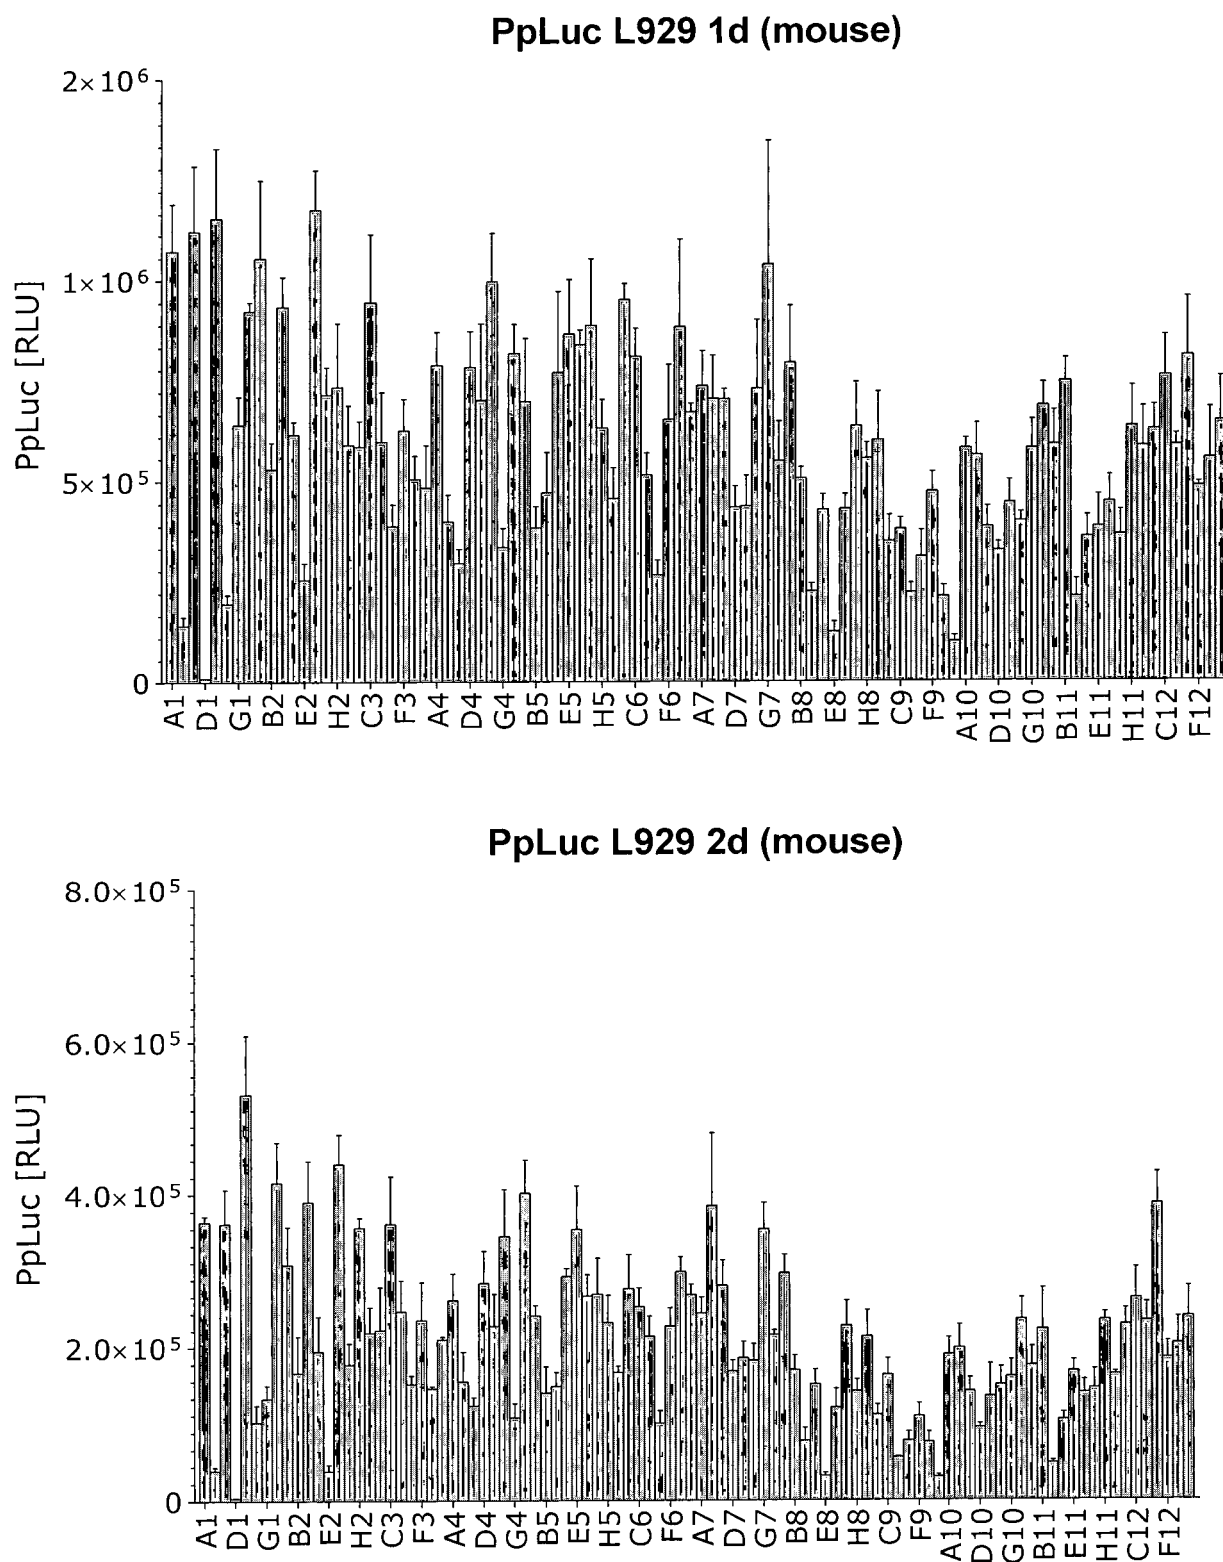 PpLuc L929 1d (mouse)
2×10⁶
1×10⁶
5×10⁵
0
PpLuc [RLU]
A1 D1 G1 B2 E2 H2 C3 F3 A4 D4 G4 B5 E5 H5 C6 F6 A7 D7 G7 B8 E8 H8 C9 F9 A10 D10 G10 B11 E11 H11 C12 F12
PpLuc L929 2d (mouse)
8.0×10⁵
6.0×10⁵
4.0×10⁵
2.0×10⁵
0
PpLuc [RLU]
A1 D1 G1 B2 E2 H2 C3 F3 A4 D4 G4 B5 E5 H5 C6 F6 A7 D7 G7 B8 E8 H8 C9 F9 A10 D10 G10 B11 E11 H11 C12 F12